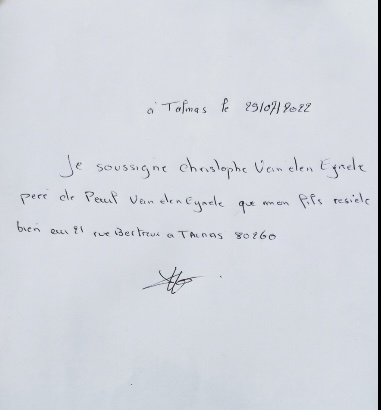 à Talmas le 29/07/2022
Je soussigne christophe Van den Eynde
pere de Paul Van den Eynde que mon fils reside
bien au 21 rue Bertreux a TALMAS 80260